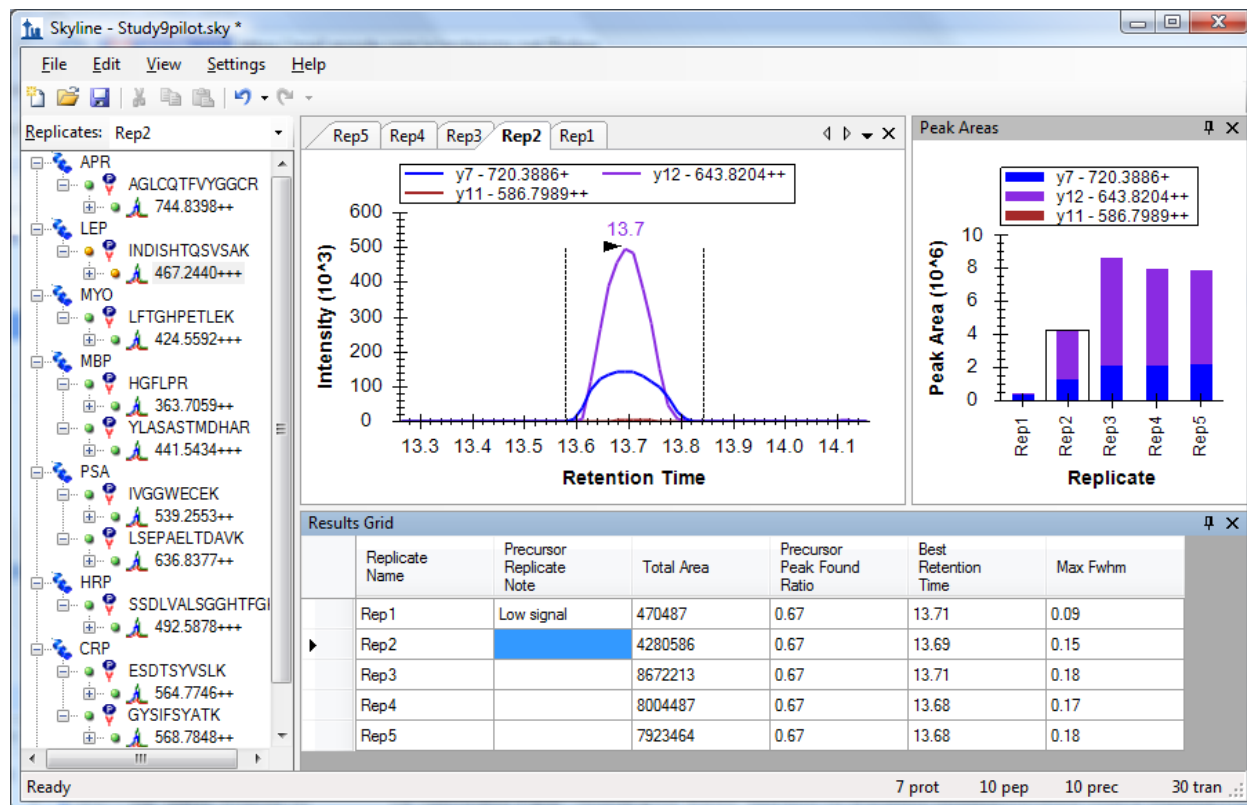 Skyline - Study9pilot.sky *
File Edit View Settings Help
Replicates: Rep2
APR
AGLCQTFVYGGCR
744.8398++
LEP
INDISHTQSVSAK
467.2440+++
MYO
LFTGHPETLEK
424.5592+++
MBP
HGFLPR
363.7059++
YLASASTMDHAR
441.5434+++
PSA
IVGGWECEK
539.2553++
LSEPAELTDAVK
636.8377++
HRP
SSDLVALSGGHTFGI
492.5878+++
CRP
ESDTSYVSLK
564.7746++
GYSIFSYATK
568.7848++
Rep5 Rep4 Rep3 Rep2 Rep1
y7 - 720.3886+ y12 - 643.8204++
y11 - 586.7989++
Intensity (10^3)
600
500
400
300
200
100
0
13.7
13.3 13.4 13.5 13.6 13.7 13.8 13.9 14.0 14.1
Retention Time
Peak Areas
y7 - 720.3886+
y12 - 643.8204++
y11 - 586.7989++
Peak Area (10^6)
10
8
6
4
2
0
Rep1 Rep2 Rep3 Rep4 Rep5
Replicate
Results Grid
Replicate Name Precursor Replicate Note Total Area Precursor Peak Found Ratio Best Retention Time Max Fwhm
Rep1 Low signal 470487 0.67 13.71 0.09
Rep2 4280586 0.67 13.69 0.15
Rep3 8672213 0.67 13.71 0.18
Rep4 8004487 0.67 13.68 0.17
Rep5 7923464 0.67 13.68 0.18
Ready 7 prot 10 pep 10 prec 30 tran